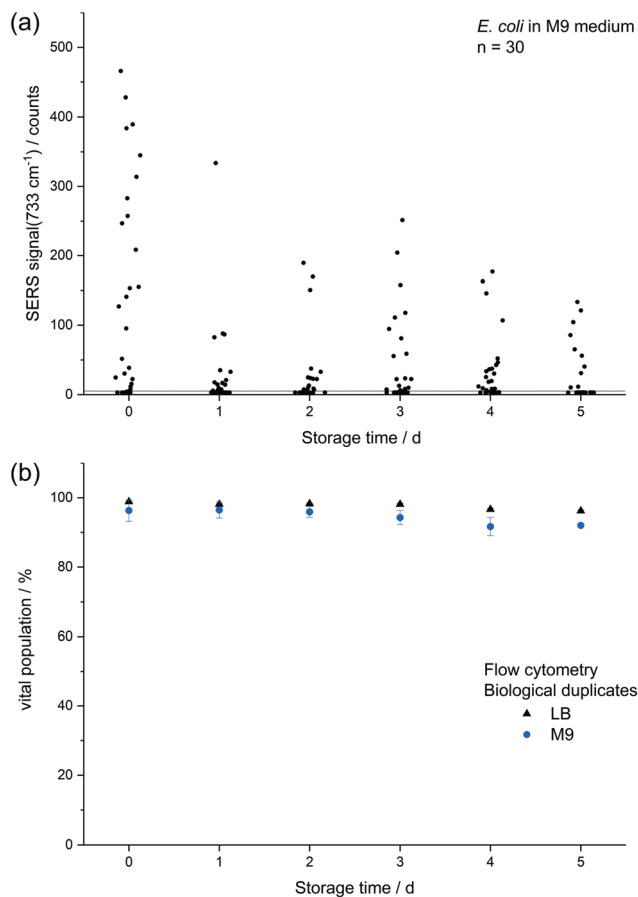 (a)
E. coli in M9 medium
n = 30
SERS signal(733 cm⁻¹) / counts
500
400
300
200
100
0
0 1 2 3 4 5
Storage time / d
(b)
vital population / %
100
80
60
40
20
0
Flow cytometry
Biological duplicates
LB
M9
0 1 2 3 4 5
Storage time / d